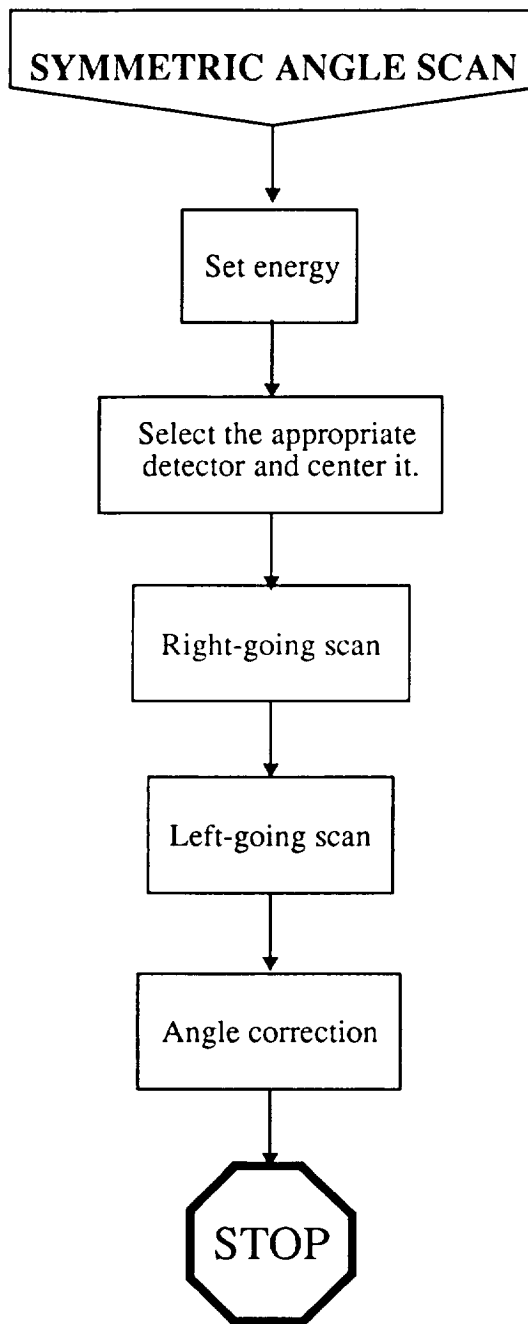 SYMMETRIC ANGLE SCAN
Set energy
Select the appropriate
detector and center it.
Right-going scan
Left-going scan
Angle correction
STOP